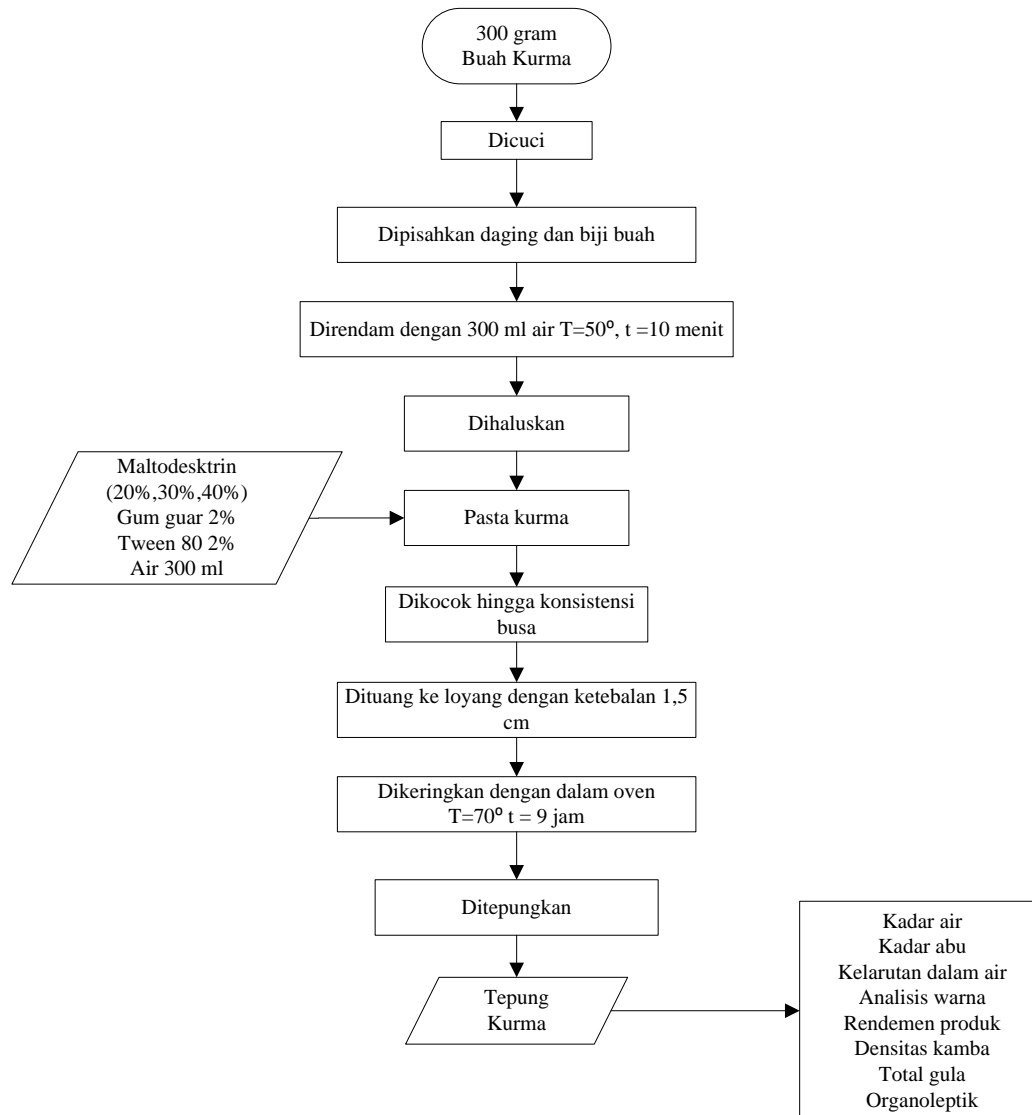 300 gram
Buah Kurma
Dicuci
Dipisahkan daging dan biji buah
Direndam dengan 300 ml air T=50⁰, t =10 menit
Dihaluskan
Maltodesktrin
(20%,30%,40%)
Gum guar 2%
Tween 80 2%
Air 300 ml
Pasta kurma
Dikocok hingga konsistensi
busa
Dituang ke loyang dengan ketebalan 1,5
cm
Dikeringkan dengan dalam oven
T=70⁰ t = 9 jam
Ditepungkan
Tepung
Kurma
Kadar air
Kadar abu
Kelarutan dalam air
Analisis warna
Rendemen produk
Densitas kamba
Total gula
Organoleptik